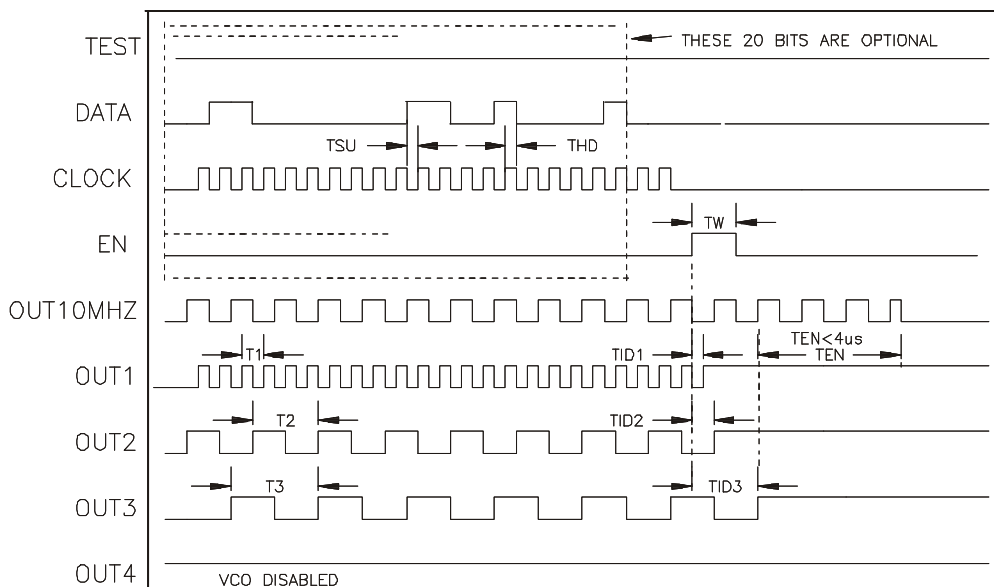 TEST
THESE 20 BITS ARE OPTIONAL
DATA
TSU
THD
CLOCK
TW
EN
OUT10MHZ
TEN<4us
T1
TID1
TEN
OUT1
T2
TID2
OUT2
T3
TID3
OUT3
OUT4
VCO DISABLED